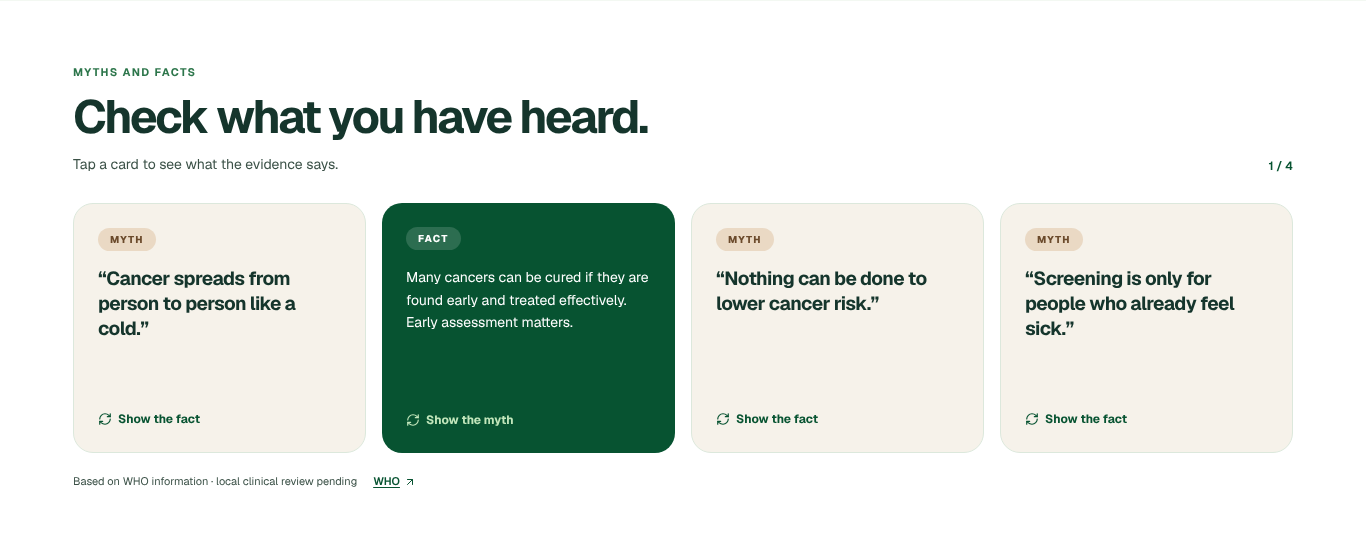 MYTHS AND FACTS
Check what you have heard.
Tap a card to see what the evidence says.
1 / 4
MYTH
“Cancer spreads from
person to person like a
cold.”
Show the fact
FACT
Many cancers can be cured if they are
found early and treated effectively.
Early assessment matters.
Show the myth
MYTH
“Nothing can be done to
lower cancer risk.”
Show the fact
MYTH
“Screening is only for
people who already feel
sick.”
Show the fact
Based on WHO information · local clinical review pending WHO